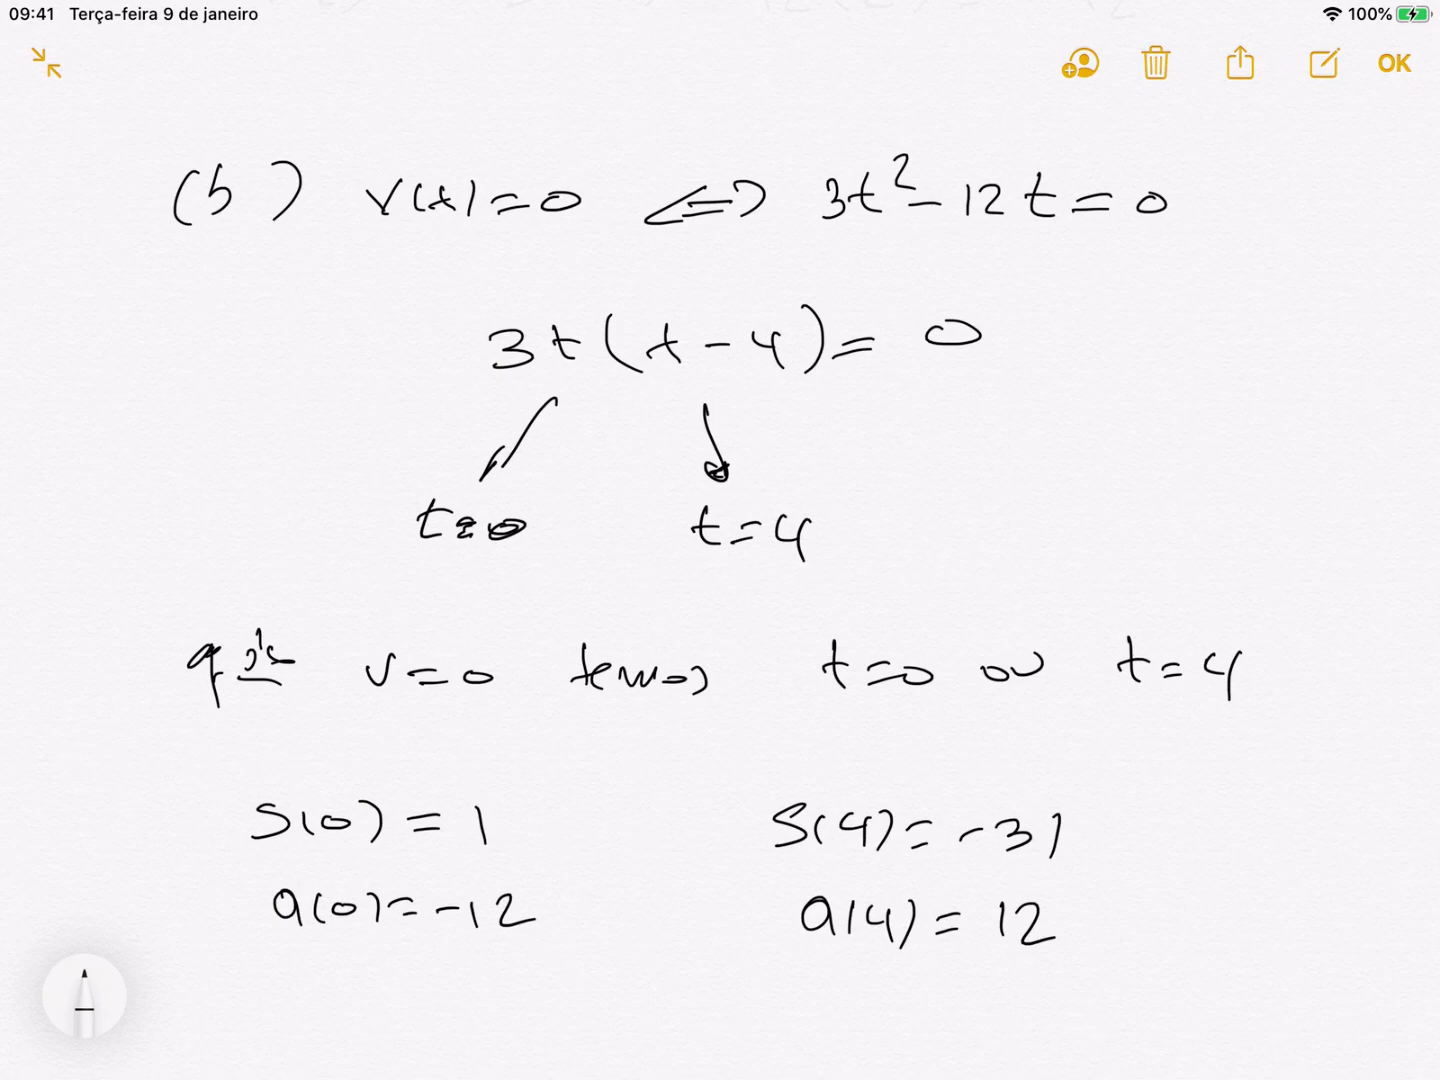 09:41 Terça-feira 9 de janeiro 100%
OK
(b) v(t)=0 <=> 3t²-12t=0
3t(t-4)=0
t=0 t=4
v=0 temos t=0 ou t=4
S(0)=1 S(4)=-31
a(0)=-12 a(4)=12